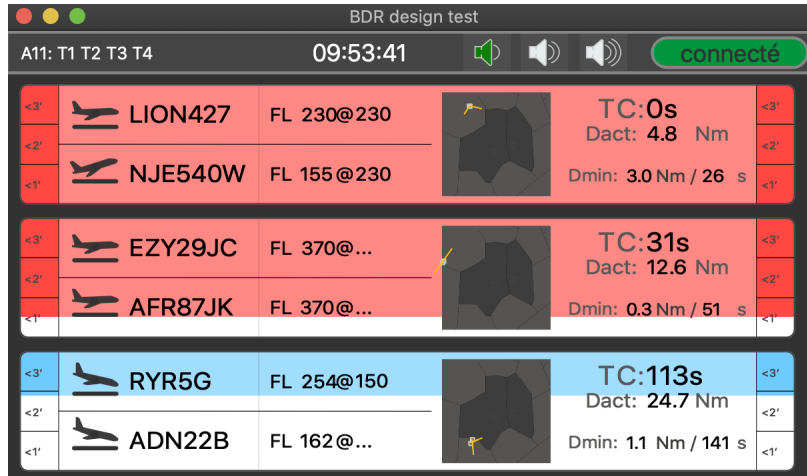 BDR design test
A11: T1 T2 T3 T4 09:53:41 connecté
<3' LION427 FL 230@230 TC:0s <3'
Dact: 4.8 Nm
<2' <2'
<1' NJE540W FL 155@230 Dmin: 3.0 Nm / 26 s <1'
<3' EZY29JC FL 370@... TC:31s <3'
Dact: 12.6 Nm
<2' <2'
<1' AFR87JK FL 370@... Dmin: 0.3 Nm / 51 s <1'
<3' RYR5G FL 254@150 TC:113s <3'
Dact: 24.7 Nm
<2' <2'
<1' ADN22B FL 162@... Dmin: 1.1 Nm / 141 s <1'